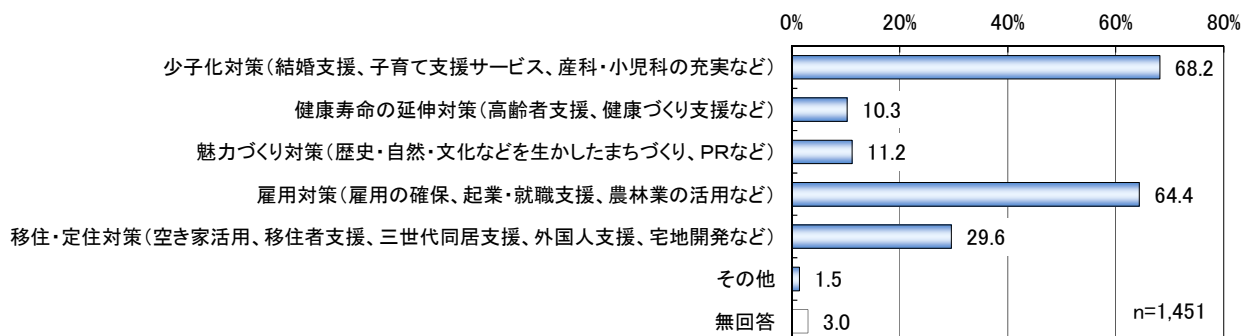 0% 20% 40% 60% 80%
少子化対策(結婚支援、子育て支援サービス、産科・小児科の充実など) 68.2
健康寿命の延伸対策(高齢者支援、健康づくり支援など) 10.3
魅力づくり対策(歴史・自然・文化などを生かしたまちづくり、PRなど) 11.2
雇用対策(雇用の確保、起業・就職支援、農林業の活用など) 64.4
移住・定住対策(空き家活用、移住者支援、三世代同居支援、外国人支援、宅地開発など) 29.6
その他 1.5
無回答 3.0
n=1,451